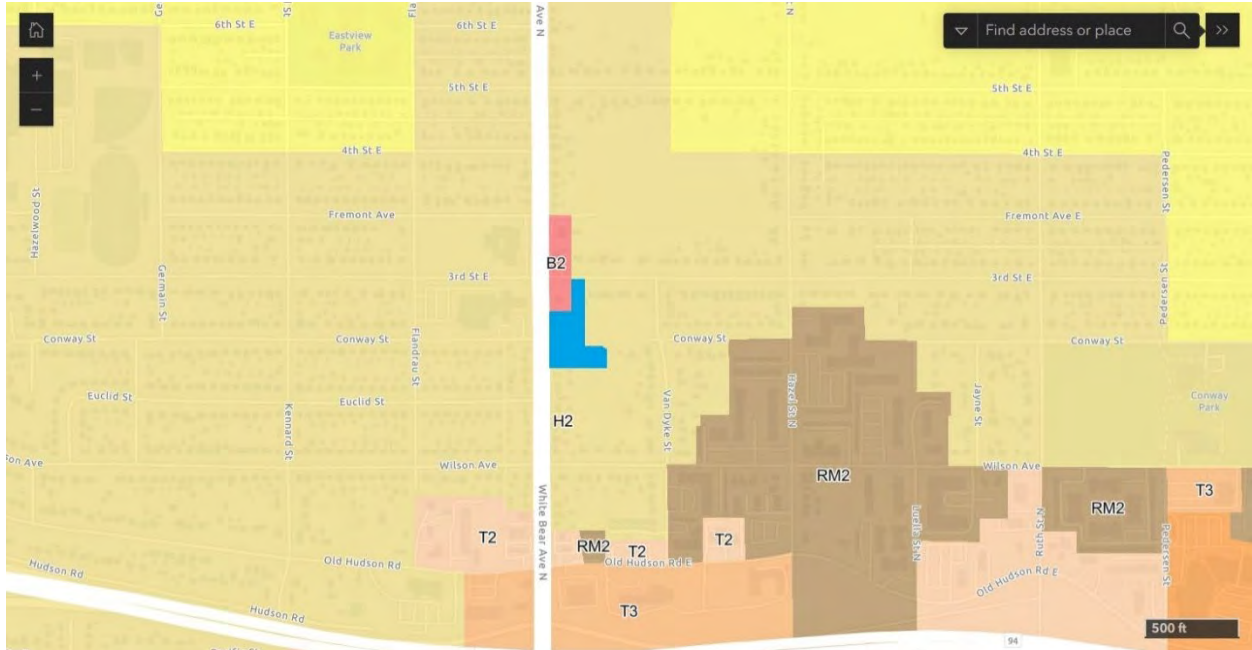 6th St E
6th St E
Ave N
Eastview
Park
Find address or place
5th St E
5th St E
4th St E
4th St E
Pedersen St
Hazelwood St
Fremont Ave
Fremont Ave E
B2
3rd St E
3rd St E
Germain St
Pedersen St
Conway St
Conway St
Flandrau St
Conway St
Conway St
Euclid St
Euclid St
Kennard St
H2
Van Dyke St
Hazel St N
Jayne St
Conway
Park
Wilson Ave
Wilson Ave
RM2
RM2
T3
White Bear Ave N
T2
RM2
T2
T2
Ruth St N
Pedersen St
Old Hudson Rd
Old Hudson Rd E
Old Hudson Rd E
Hudson Rd
Hudson Rd
T3
500 ft
94